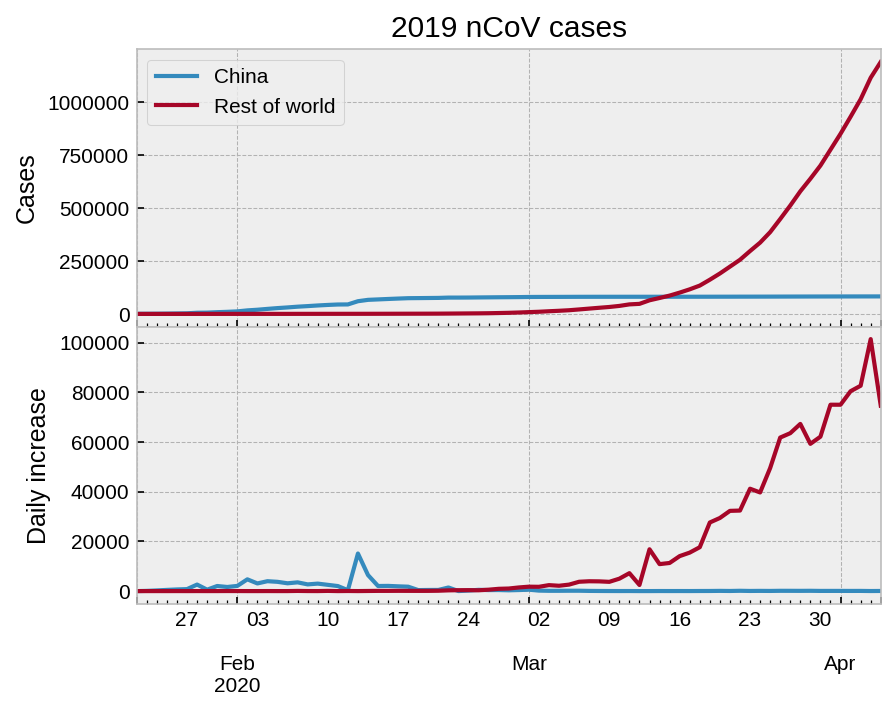 2019 nCoV cases
China
Rest of world
Cases
1000000
750000
500000
250000
0
Daily increase
100000
80000
60000
40000
20000
0
27 03 10 17 24 02 09 16 23 30
Feb Mar Apr
2020